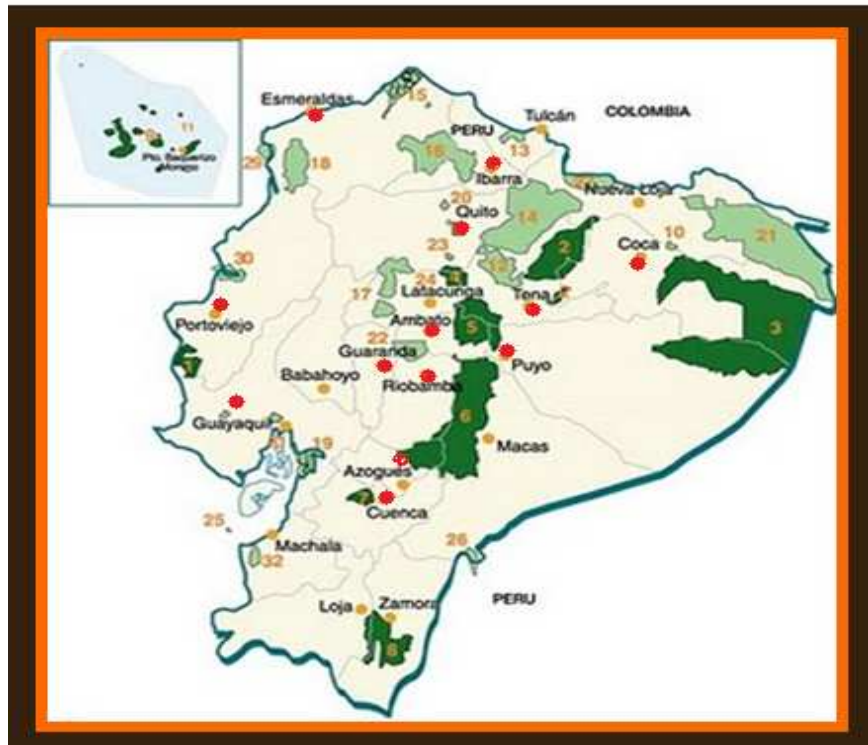 15
Esmeraldas
Tulcán
COLOMBIA
11
PERU
13
Pto. Baquerizo
Moreno
29
18
16
Ibarra
Nueva Loja
20
Quito
14
10
21
23
2
Coca
30
12
24
17
Latacunga
Tena
Portoviejo
Ambato
5
3
22
Guaranda
Puyo
Babahoyo
Riobamba
6
Guayaquil
Macas
19
Azogues
Cuenca
25
Machala
26
32
PERU
Loja
Zamora
8